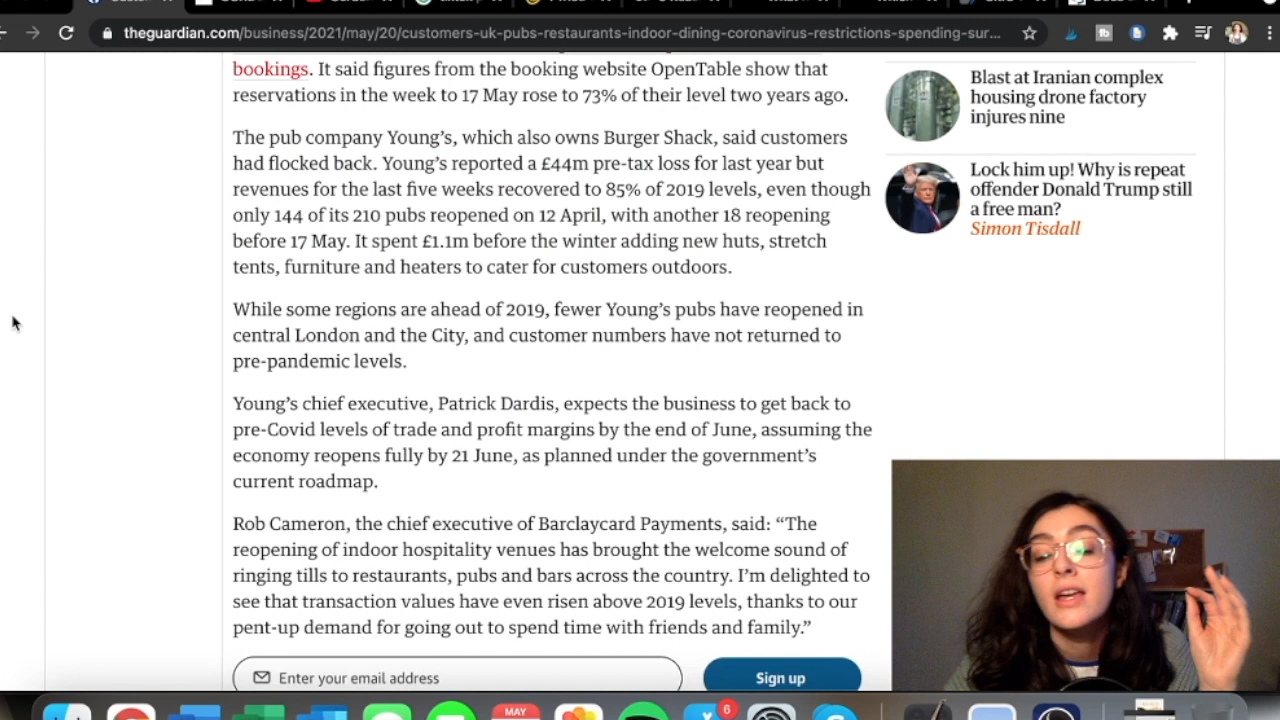 theguardian.com/business/2021/may/20/customers-uk-pubs-restaurants-indoor-dining-coronavirus-restrictions-spending-sur...
bookings. It said figures from the booking website OpenTable show that
reservations in the week to 17 May rose to 73% of their level two years ago.
The pub company Young's, which also owns Burger Shack, said customers
had flocked back. Young's reported a £44m pre-tax loss for last year but
revenues for the last five weeks recovered to 85% of 2019 levels, even though
only 144 of its 210 pubs reopened on 12 April, with another 18 reopening
before 17 May. It spent £1.1m before the winter adding new huts, stretch
tents, furniture and heaters to cater for customers outdoors.
While some regions are ahead of 2019, fewer Young's pubs have reopened in
central London and the City, and customer numbers have not returned to
pre-pandemic levels.
Young's chief executive, Patrick Dardis, expects the business to get back to
pre-Covid levels of trade and profit margins by the end of June, assuming the
economy reopens fully by 21 June, as planned under the government's
current roadmap.
Rob Cameron, the chief executive of Barclaycard Payments, said: “The
reopening of indoor hospitality venues has brought the welcome sound of
ringing tills to restaurants, pubs and bars across the country. I'm delighted to
see that transaction values have even risen above 2019 levels, thanks to our
pent-up demand for going out to spend time with friends and family.”
Enter your email address
Sign up
Blast at Iranian complex
housing drone factory
injures nine
Lock him up! Why is repeat
offender Donald Trump still
a free man?
Simon Tisdall
MAY
6